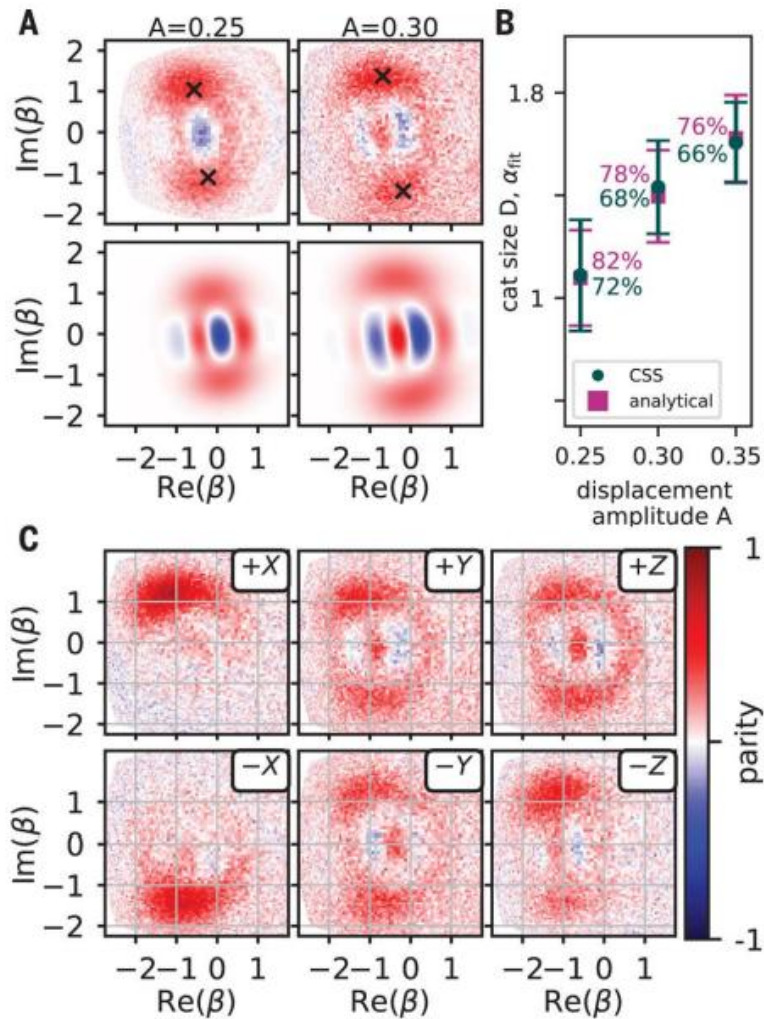 A
A=0.25 A=0.30
Im(β)
2
1
0
−1
−2
Im(β)
2
1
0
−1
−2
−2−1 0 1 −2−1 0 1
Re(β) Re(β)
B
cat size D, αfit
1.8
1
82%
72%
78%
68%
76%
66%
CSS
analytical
0.25 0.30 0.35
displacement
amplitude A
C
+X +Y +Z
Im(β)
1
0
−1
−2
−X −Y −Z
Im(β)
1
0
−1
−2
−2−1 0 1 −2−1 0 1 −2−1 0 1
Re(β) Re(β) Re(β)
1
parity
-1